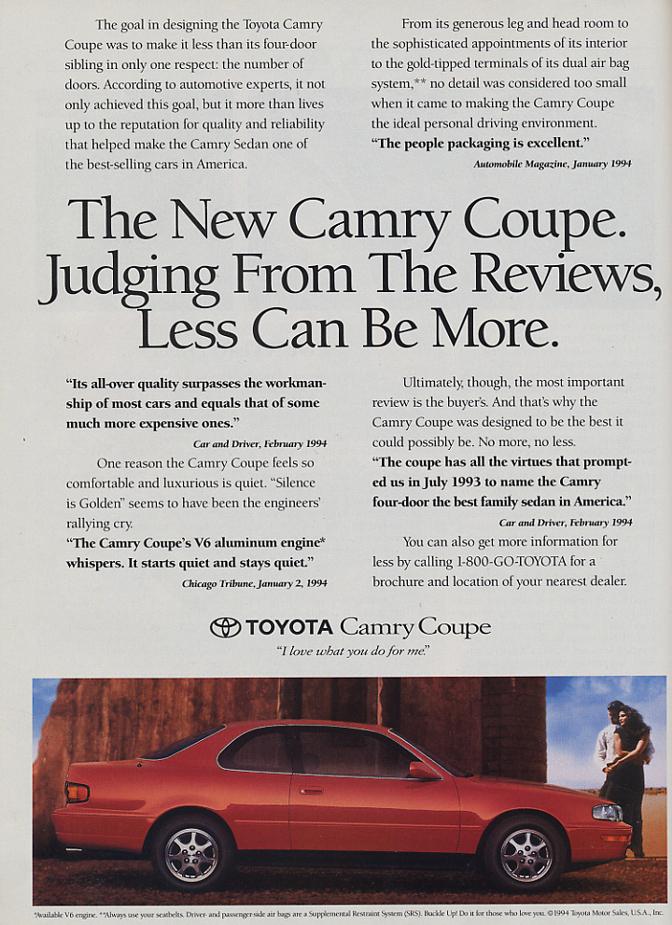 The goal in designing the Toyota Camry
Coupe was to make it less than its four-door
sibling in only one respect: the number of
doors. According to automotive experts, it not
only achieved this goal, but it more than lives
up to the reputation for quality and reliability
that helped make the Camry Sedan one of
the best-selling cars in America.
From its generous leg and head room to
the sophisticated appointments of its interior
to the gold-tipped terminals of its dual air bag
system,** no detail was considered too small
when it came to making the Camry Coupe
the ideal personal driving environment.
“The people packaging is excellent.”
Automobile Magazine, January 1994
The New Camry Coupe.
Judging From The Reviews,
Less Can Be More.
“Its all-over quality surpasses the workman-
ship of most cars and equals that of some
much more expensive ones.”
Car and Driver, February 1994
One reason the Camry Coupe feels so
comfortable and luxurious is quiet. “Silence
is Golden” seems to have been the engineers’
rallying cry.
“The Camry Coupe’s V6 aluminum engine*
whispers. It starts quiet and stays quiet.”
Chicago Tribune, January 2, 1994
Ultimately, though, the most important
review is the buyer’s. And that’s why the
Camry Coupe was designed to be the best it
could possibly be. No more, no less.
“The coupe has all the virtues that prompt-
ed us in July 1993 to name the Camry
four-door the best family sedan in America.”
Car and Driver, February 1994
You can also get more information for
less by calling 1-800-GO-TOYOTA for a
brochure and location of your nearest dealer.
TOYOTA Camry Coupe
“I love what you do for me.”
*Available V6 engine. **Always use your seatbelts. Driver- and passenger-side air bags are a Supplemental Restraint System (SRS). Buckle Up! Do it for those who love you. ©1994 Toyota Motor Sales, U.S.A., Inc.